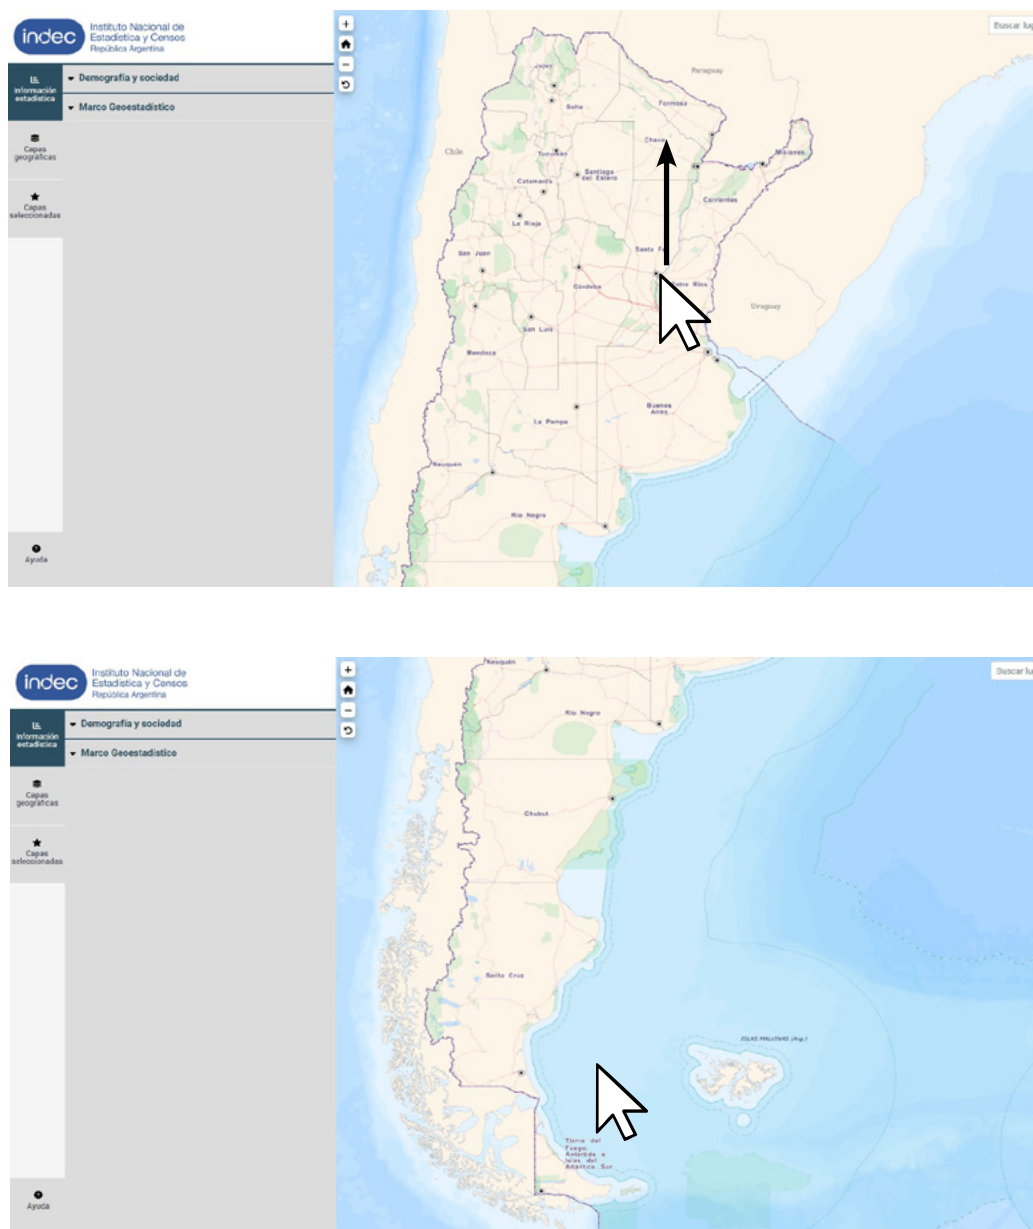 indec
Instituto Nacional de
Estadística y Censos
República Argentina
Información
estadística
Demografía y sociedad
Marco Geoestadístico
Capas
geográficas
Capas
seleccionadas
Ayuda
Buscar lug
Paraguay
Jujuy
Salta
Formosa
Chaco
Chile
Misiones
Tucumán
Santiago
del Estero
Catamarca
Corrientes
La Rioja
Santa Fe
San Juan
Córdoba
Entre Ríos
Uruguay
San Luis
Mendoza
Buenos
Aires
La Pampa
Neuquén
Río Negro
indec
Instituto Nacional de
Estadística y Censos
República Argentina
Información
estadística
Demografía y sociedad
Marco Geoestadístico
Capas
geográficas
Capas
seleccionadas
Ayuda
Buscar lu
Neuquén
Río Negro
Chubut
Santa Cruz
ISLAS MALVINAS (Arg.)
Tierra del
Fuego,
Antártida e
Islas del
Atlántico Sur